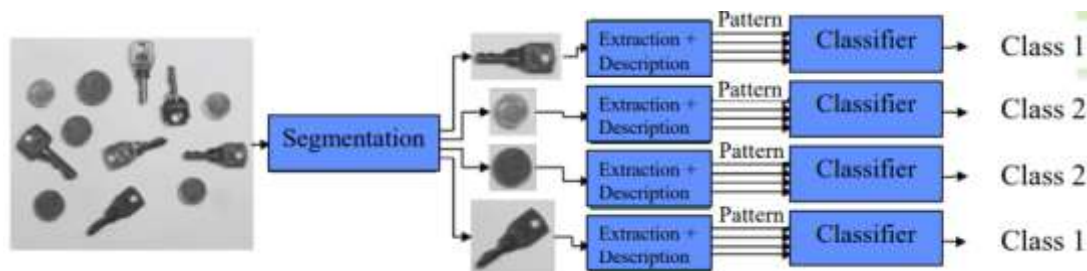 Segmentation
Extraction +
Description
Pattern
Classifier
Class 1
Extraction +
Description
Pattern
Classifier
Class 2
Extraction +
Description
Pattern
Classifier
Class 2
Extraction +
Description
Pattern
Classifier
Class 1